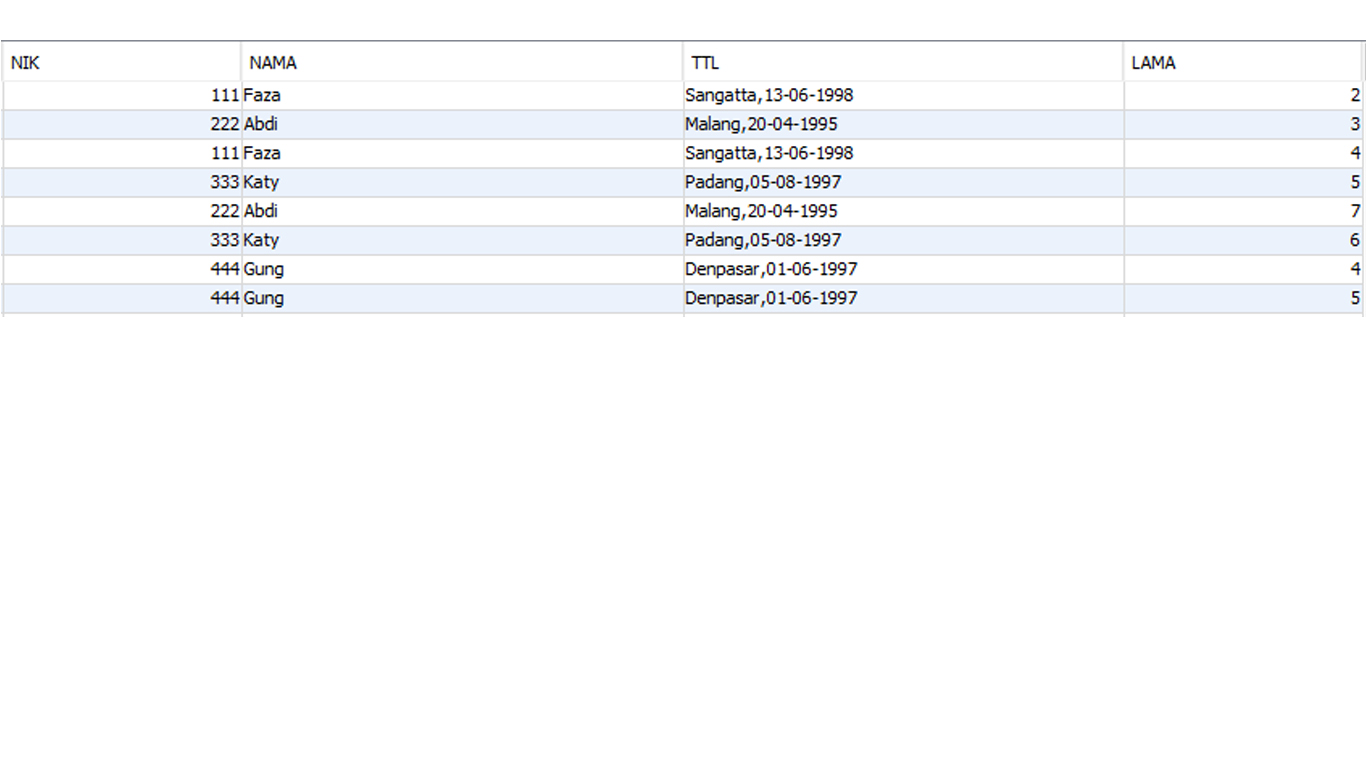 NIK NAMA TTL LAMA
111 Faza Sangatta,13-06-1998 2
222 Abdi Malang,20-04-1995 3
111 Faza Sangatta,13-06-1998 4
333 Katy Padang,05-08-1997 5
222 Abdi Malang,20-04-1995 7
333 Katy Padang,05-08-1997 6
444 Gung Denpasar,01-06-1997 4
444 Gung Denpasar,01-06-1997 5